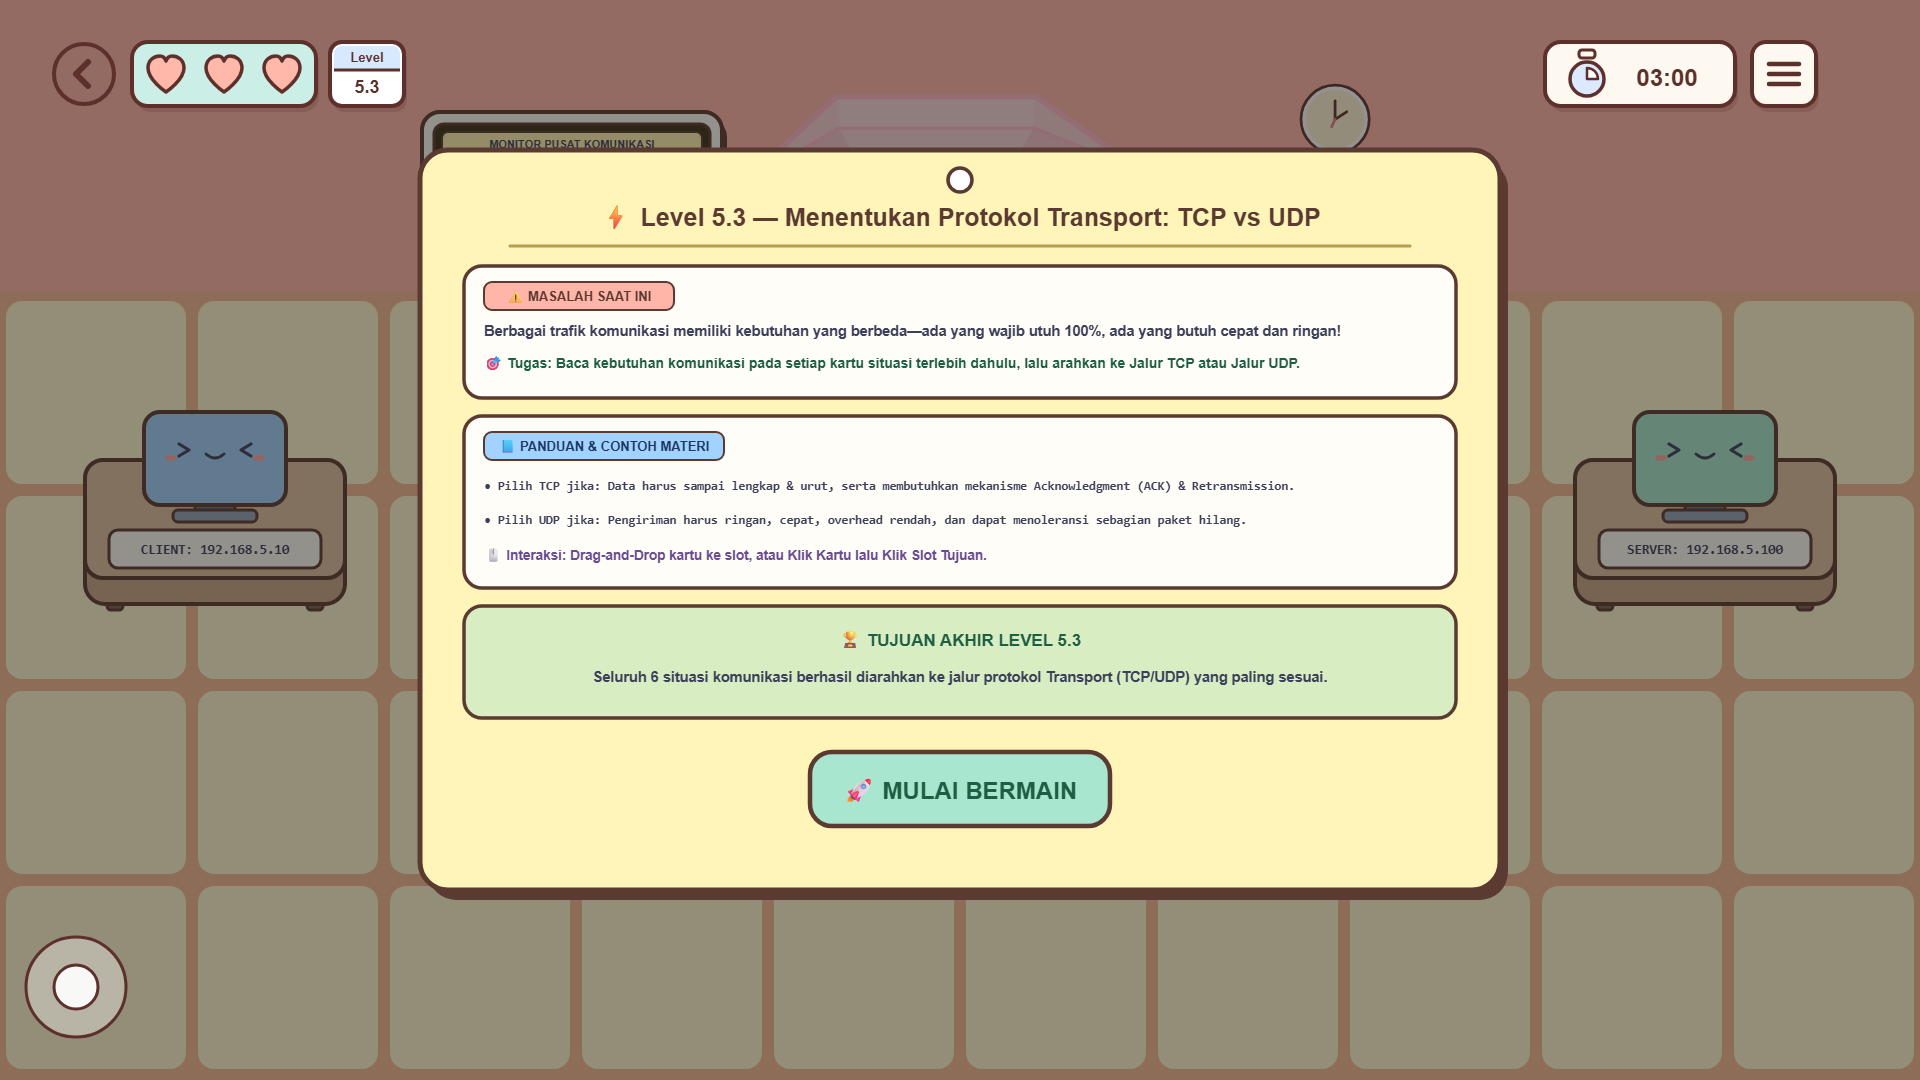 Level
5.3
03:00
MONITOR PUSAT KOMUNIKASI
⚡ Level 5.3 — Menentukan Protokol Transport: TCP vs UDP
⚠️ MASALAH SAAT INI
Berbagai trafik komunikasi memiliki kebutuhan yang berbeda—ada yang wajib utuh 100%, ada yang butuh cepat dan ringan!
🎯 Tugas: Baca kebutuhan komunikasi pada setiap kartu situasi terlebih dahulu, lalu arahkan ke Jalur TCP atau Jalur UDP.
📘 PANDUAN & CONTOH MATERI
• Pilih TCP jika: Data harus sampai lengkap & urut, serta membutuhkan mekanisme Acknowledgment (ACK) & Retransmission.
• Pilih UDP jika: Pengiriman harus ringan, cepat, overhead rendah, dan dapat menoleransi sebagian paket hilang.
🖱️ Interaksi: Drag-and-Drop kartu ke slot, atau Klik Kartu lalu Klik Slot Tujuan.
CLIENT: 192.168.5.10
SERVER: 192.168.5.100
🏆 TUJUAN AKHIR LEVEL 5.3
Seluruh 6 situasi komunikasi berhasil diarahkan ke jalur protokol Transport (TCP/UDP) yang paling sesuai.
🚀 MULAI BERMAIN